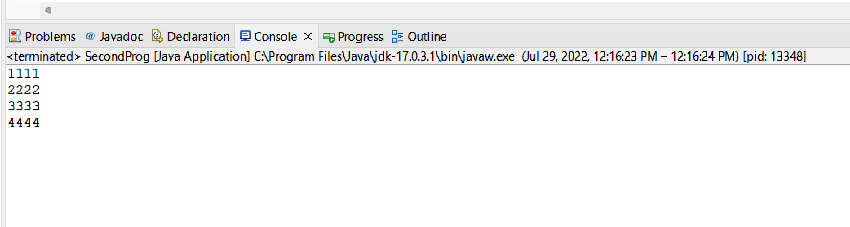 Problems Javadoc Declaration Console Progress Outline
<terminated> SecondProg [Java Application] C:\Program Files\Java\jdk-17.0.3.1\bin\javaw.exe (Jul 29, 2022, 12:16:23 PM – 12:16:24 PM) [pid: 13348]
1111
2222
3333
4444